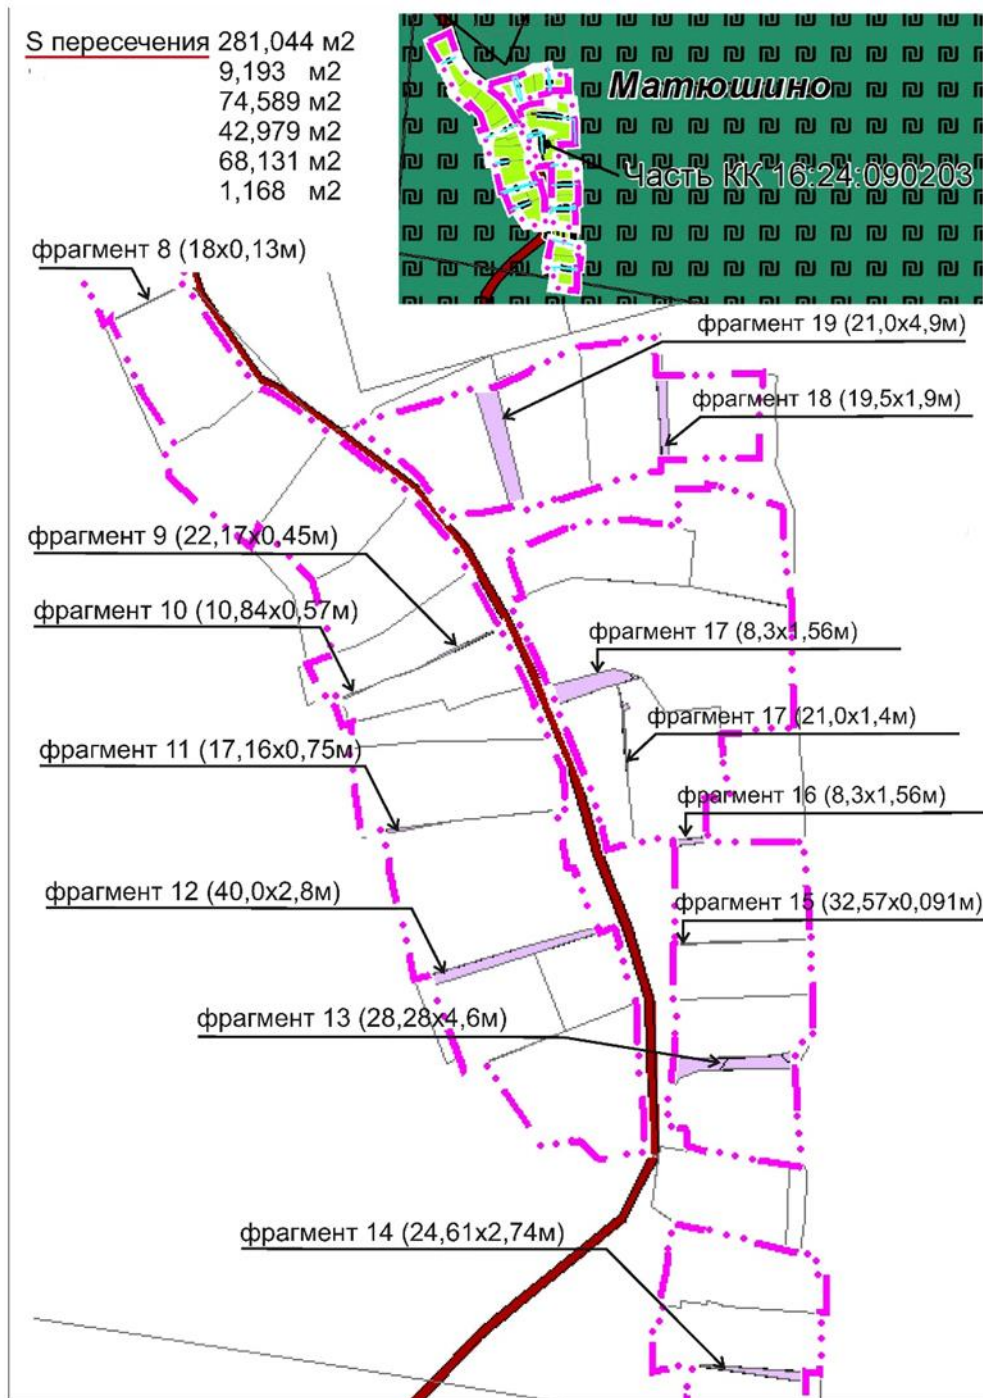 S пересечения 281,044 м2
9,193 м2
74,589 м2
42,979 м2
68,131 м2
1,168 м2
Матюшино
Часть КК 16:24:090203
фрагмент 8 (18х0,13м)
фрагмент 19 (21,0х4,9м)
фрагмент 18 (19,5х1,9м)
фрагмент 9 (22,17х0,45м)
фрагмент 10 (10,84х0,57м)
фрагмент 17 (8,3х1,56м)
фрагмент 17 (21,0х1,4м)
фрагмент 11 (17,16х0,75м)
фрагмент 16 (8,3х1,56м)
фрагмент 12 (40,0х2,8м)
фрагмент 15 (32,57х0,091м)
фрагмент 13 (28,28х4,6м)
фрагмент 14 (24,61х2,74м)